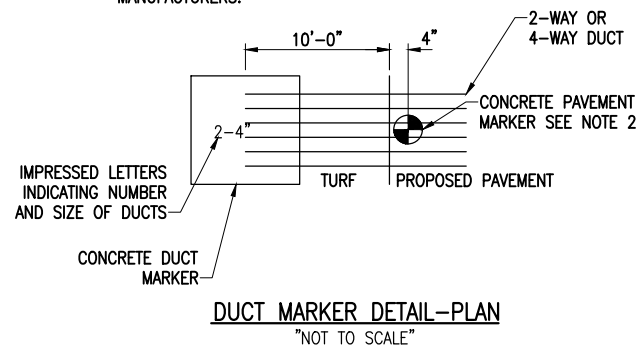 MANUFACTURERS.
2-WAY OR
4-WAY DUCT
10'-0"
4"
CONCRETE PAVEMENT
MARKER SEE NOTE 2
2-4"
IMPRESSED LETTERS
INDICATING NUMBER
AND SIZE OF DUCTS
TURF
PROPOSED PAVEMENT
CONCRETE DUCT
MARKER
DUCT MARKER DETAIL-PLAN
"NOT TO SCALE"